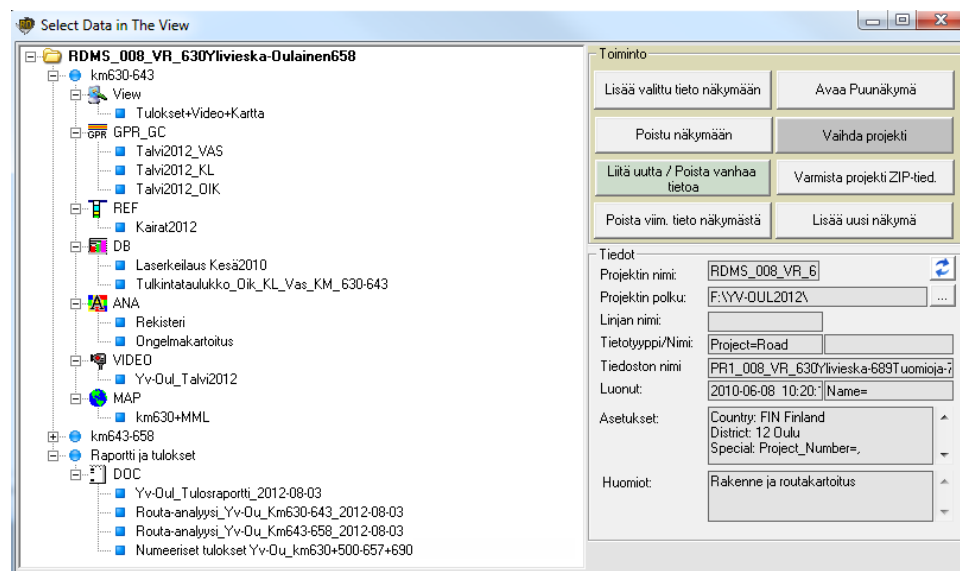 Select Data in The View
RDMS_008_VR_630Ylivieska-Oulainen658
km630-643
View
Tulokset+Video+Kartta
GPR GPR_GC
Talvi2012_VAS
Talvi2012_KL
Talvi2012_OIK
REF
Kairat2012
DB
Laserkeilaus Kesä2010
Tulkintataulukko_Oik_KL_Vas_KM_630-643
ANA
Rekisteri
Ongelmakartoitus
VIDEO
Yv-Oul_Talvi2012
MAP
km630+MML
km643-658
Raportti ja tulokset
DOC
Yv-Oul_Tulosraportti_2012-08-03
Routa-analyysi_Yv-Ou_Km630-643_2012-08-03
Routa-analyysi_Yv-Ou_Km643-658_2012-08-03
Numeeriset tulokset Yv-Ou_km630+500-657+690
Toiminto
Lisää valittu tieto näkymään
Avaa Puunäkymä
Poistu näkymään
Vaihda projekti
Liitä uutta / Poista vanhaa
tietoa
Varmista projekti ZIP-tied.
Poista viim. tieto näkymästä
Lisää uusi näkymä
Tiedot
Projektin nimi: RDMS_008_VR_6
Projektin polku: F:\YV-OUL2012\ ...
Linjan nimi:
Tietotyyppi/Nimi: Project=Road
Tiedoston nimi PR1_008_VR_630Ylivieska-689Tuomioja-7
Luonut: 2010-06-08 10:20: Name=
Asetukset: Country: FIN Finland
District: 12 Oulu
Special: Project_Number=,
Huomiot: Rakenne ja routakartoitus